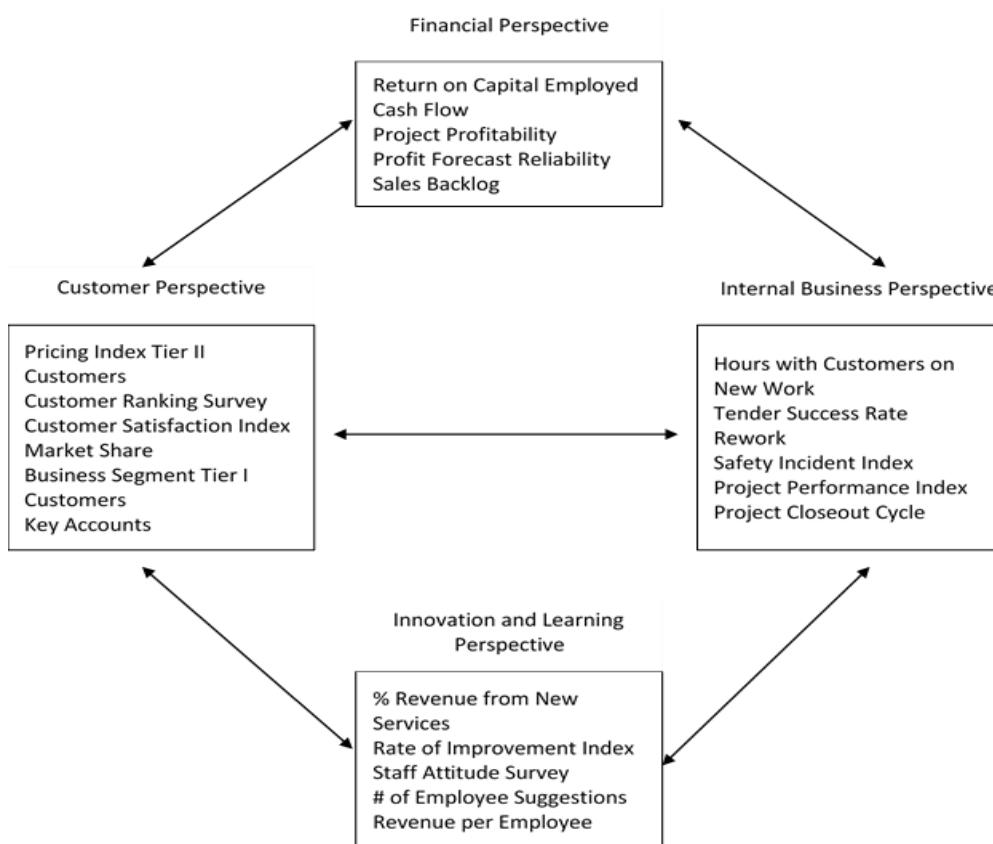 Financial Perspective
Return on Capital Employed
Cash Flow
Project Profitability
Profit Forecast Reliability
Sales Backlog
Customer Perspective
Pricing Index Tier II
Customers
Customer Ranking Survey
Customer Satisfaction Index
Market Share
Business Segment Tier I
Customers
Key Accounts
Internal Business Perspective
Hours with Customers on
New Work
Tender Success Rate
Rework
Safety Incident Index
Project Performance Index
Project Closeout Cycle
Innovation and Learning
Perspective
% Revenue from New
Services
Rate of Improvement Index
Staff Attitude Survey
# of Employee Suggestions
Revenue per Employee